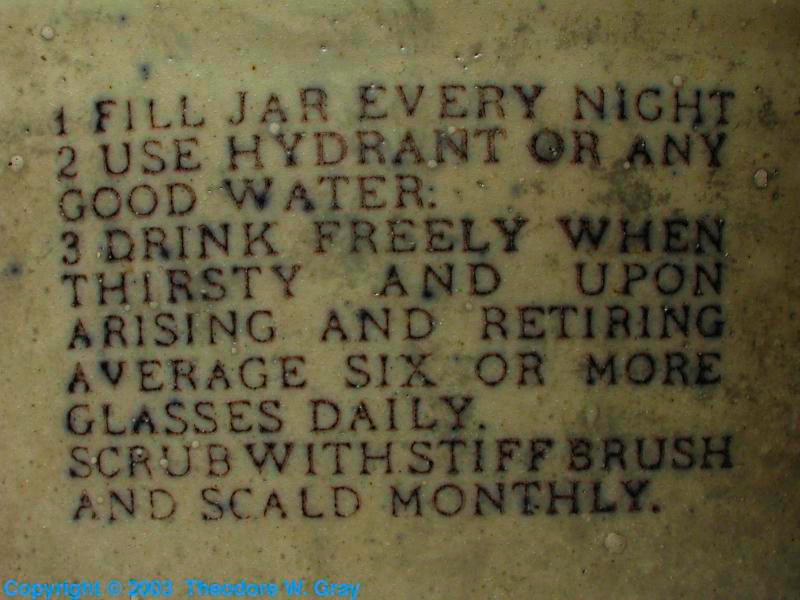 1 FILL JAR EVERY NIGHT
2 USE HYDRANT OR ANY
GOOD WATER:
3 DRINK FREELY WHEN
THIRSTY AND UPON
ARISING AND RETIRING
AVERAGE SIX OR MORE
GLASSES DAILY.
SCRUB WITH STIFF BRUSH
AND SCALD MONTHLY.
Copyright © 2003 Theodore W. Gray